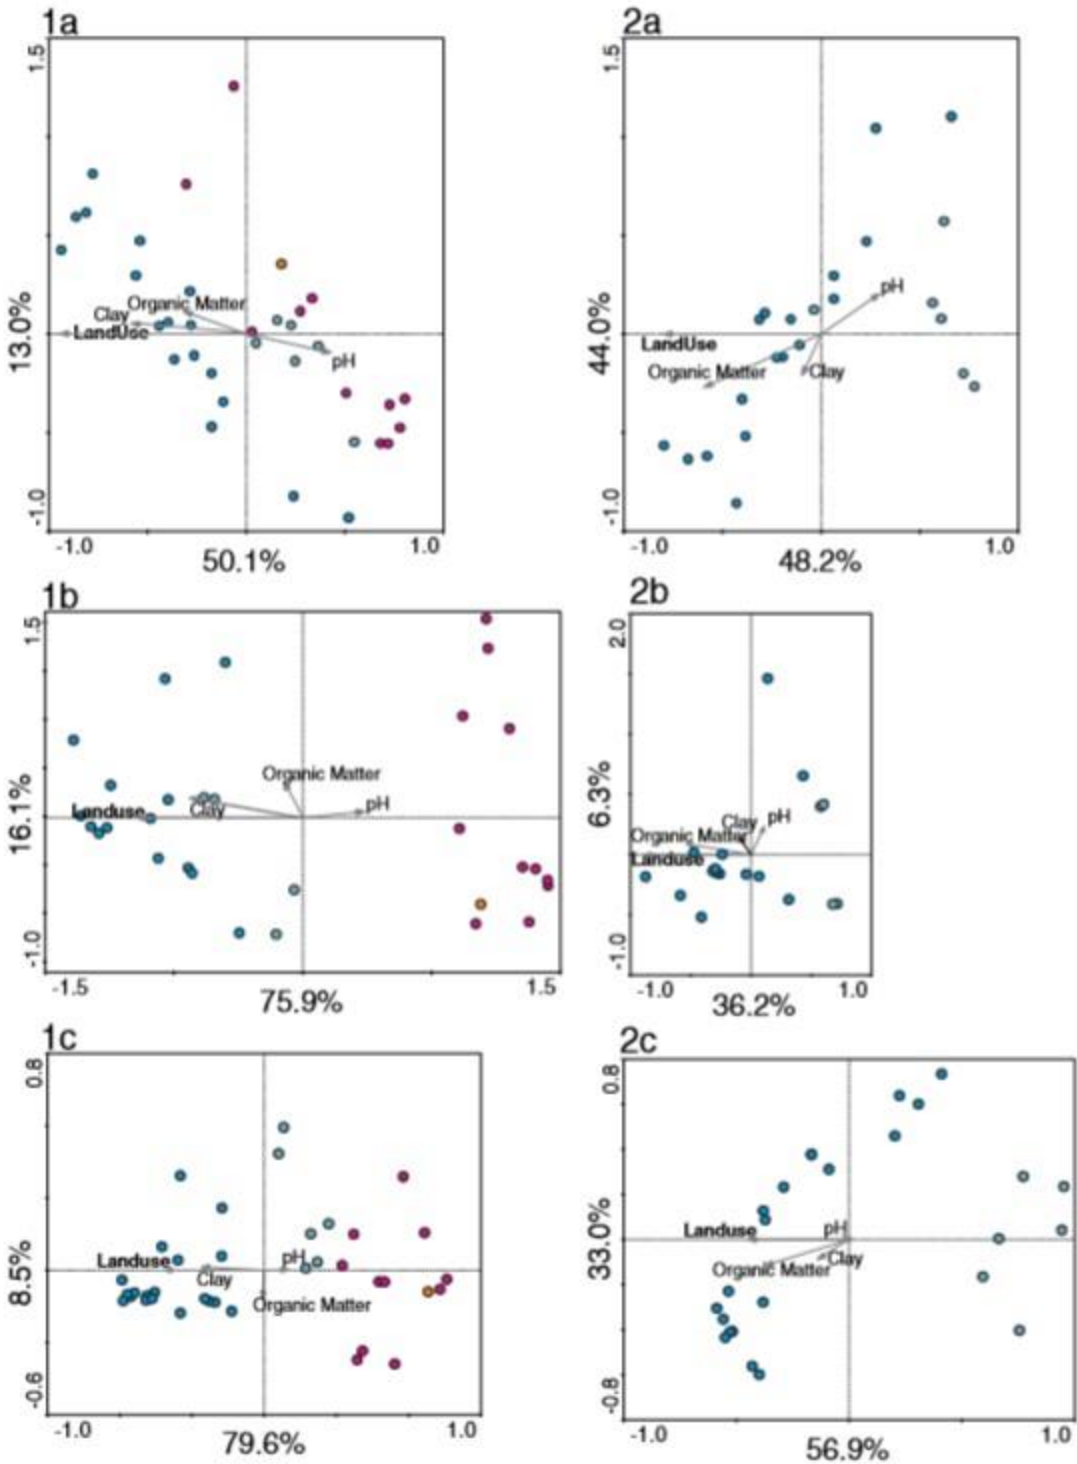 1a
1.5
13.0%
-1.0
Organic Matter
Clay
LandUse
pH
-1.0
1.0
50.1%
2a
1.5
44.0%
-1.0
pH
LandUse
Organic Matter
Clay
-1.0
1.0
48.2%
1b
1.5
16.1%
-1.0
Organic Matter
pH
Landuse
Clay
-1.5
1.5
75.9%
2b
2.0
6.3%
-1.0
Clay
pH
Organic Matter
Landuse
-1.0
1.0
36.2%
1c
0.8
8.5%
-0.6
Landuse
pH
Clay
Organic Matter
-1.0
1.0
79.6%
2c
0.8
33.0%
-0.8
Landuse
pH
Clay
Organic Matter
-1.0
1.0
56.9%